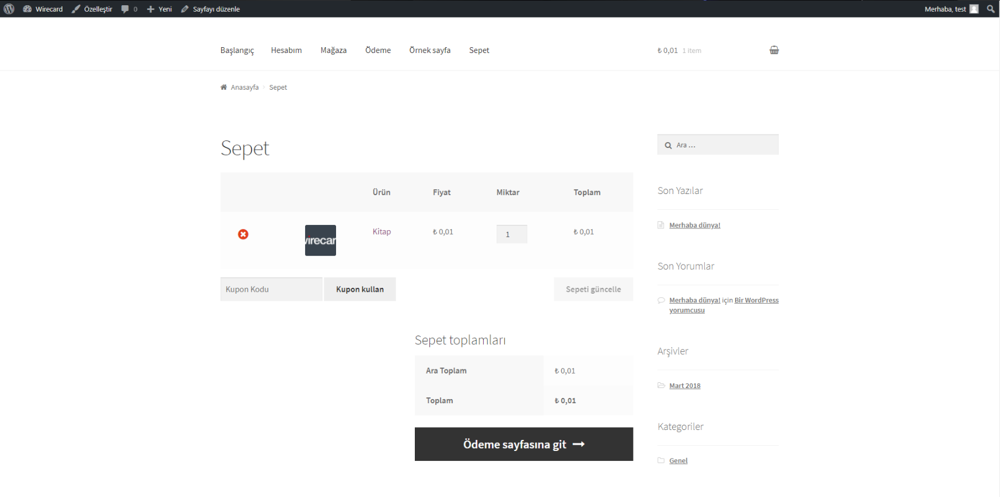 Wirecard Özelleştir 0 Yeni Sayfayı düzenle Merhaba, test
Başlangıç Hesabım Mağaza Ödeme Örnek sayfa Sepet ₺ 0,01 1 item
Anasayfa Sepet
Sepet
Ara …
Ürün Fiyat Miktar Toplam
virecar Kitap ₺ 0,01 1 ₺ 0,01
Kupon Kodu Kupon kullan Sepeti güncelle
Sepet toplamları
Ara Toplam ₺ 0,01
Toplam ₺ 0,01
Ödeme sayfasına git
Son Yazılar
Merhaba dünya!
Son Yorumlar
Merhaba dünya! için Bir WordPress
yorumcusu
Arşivler
Mart 2018
Kategoriler
Genel